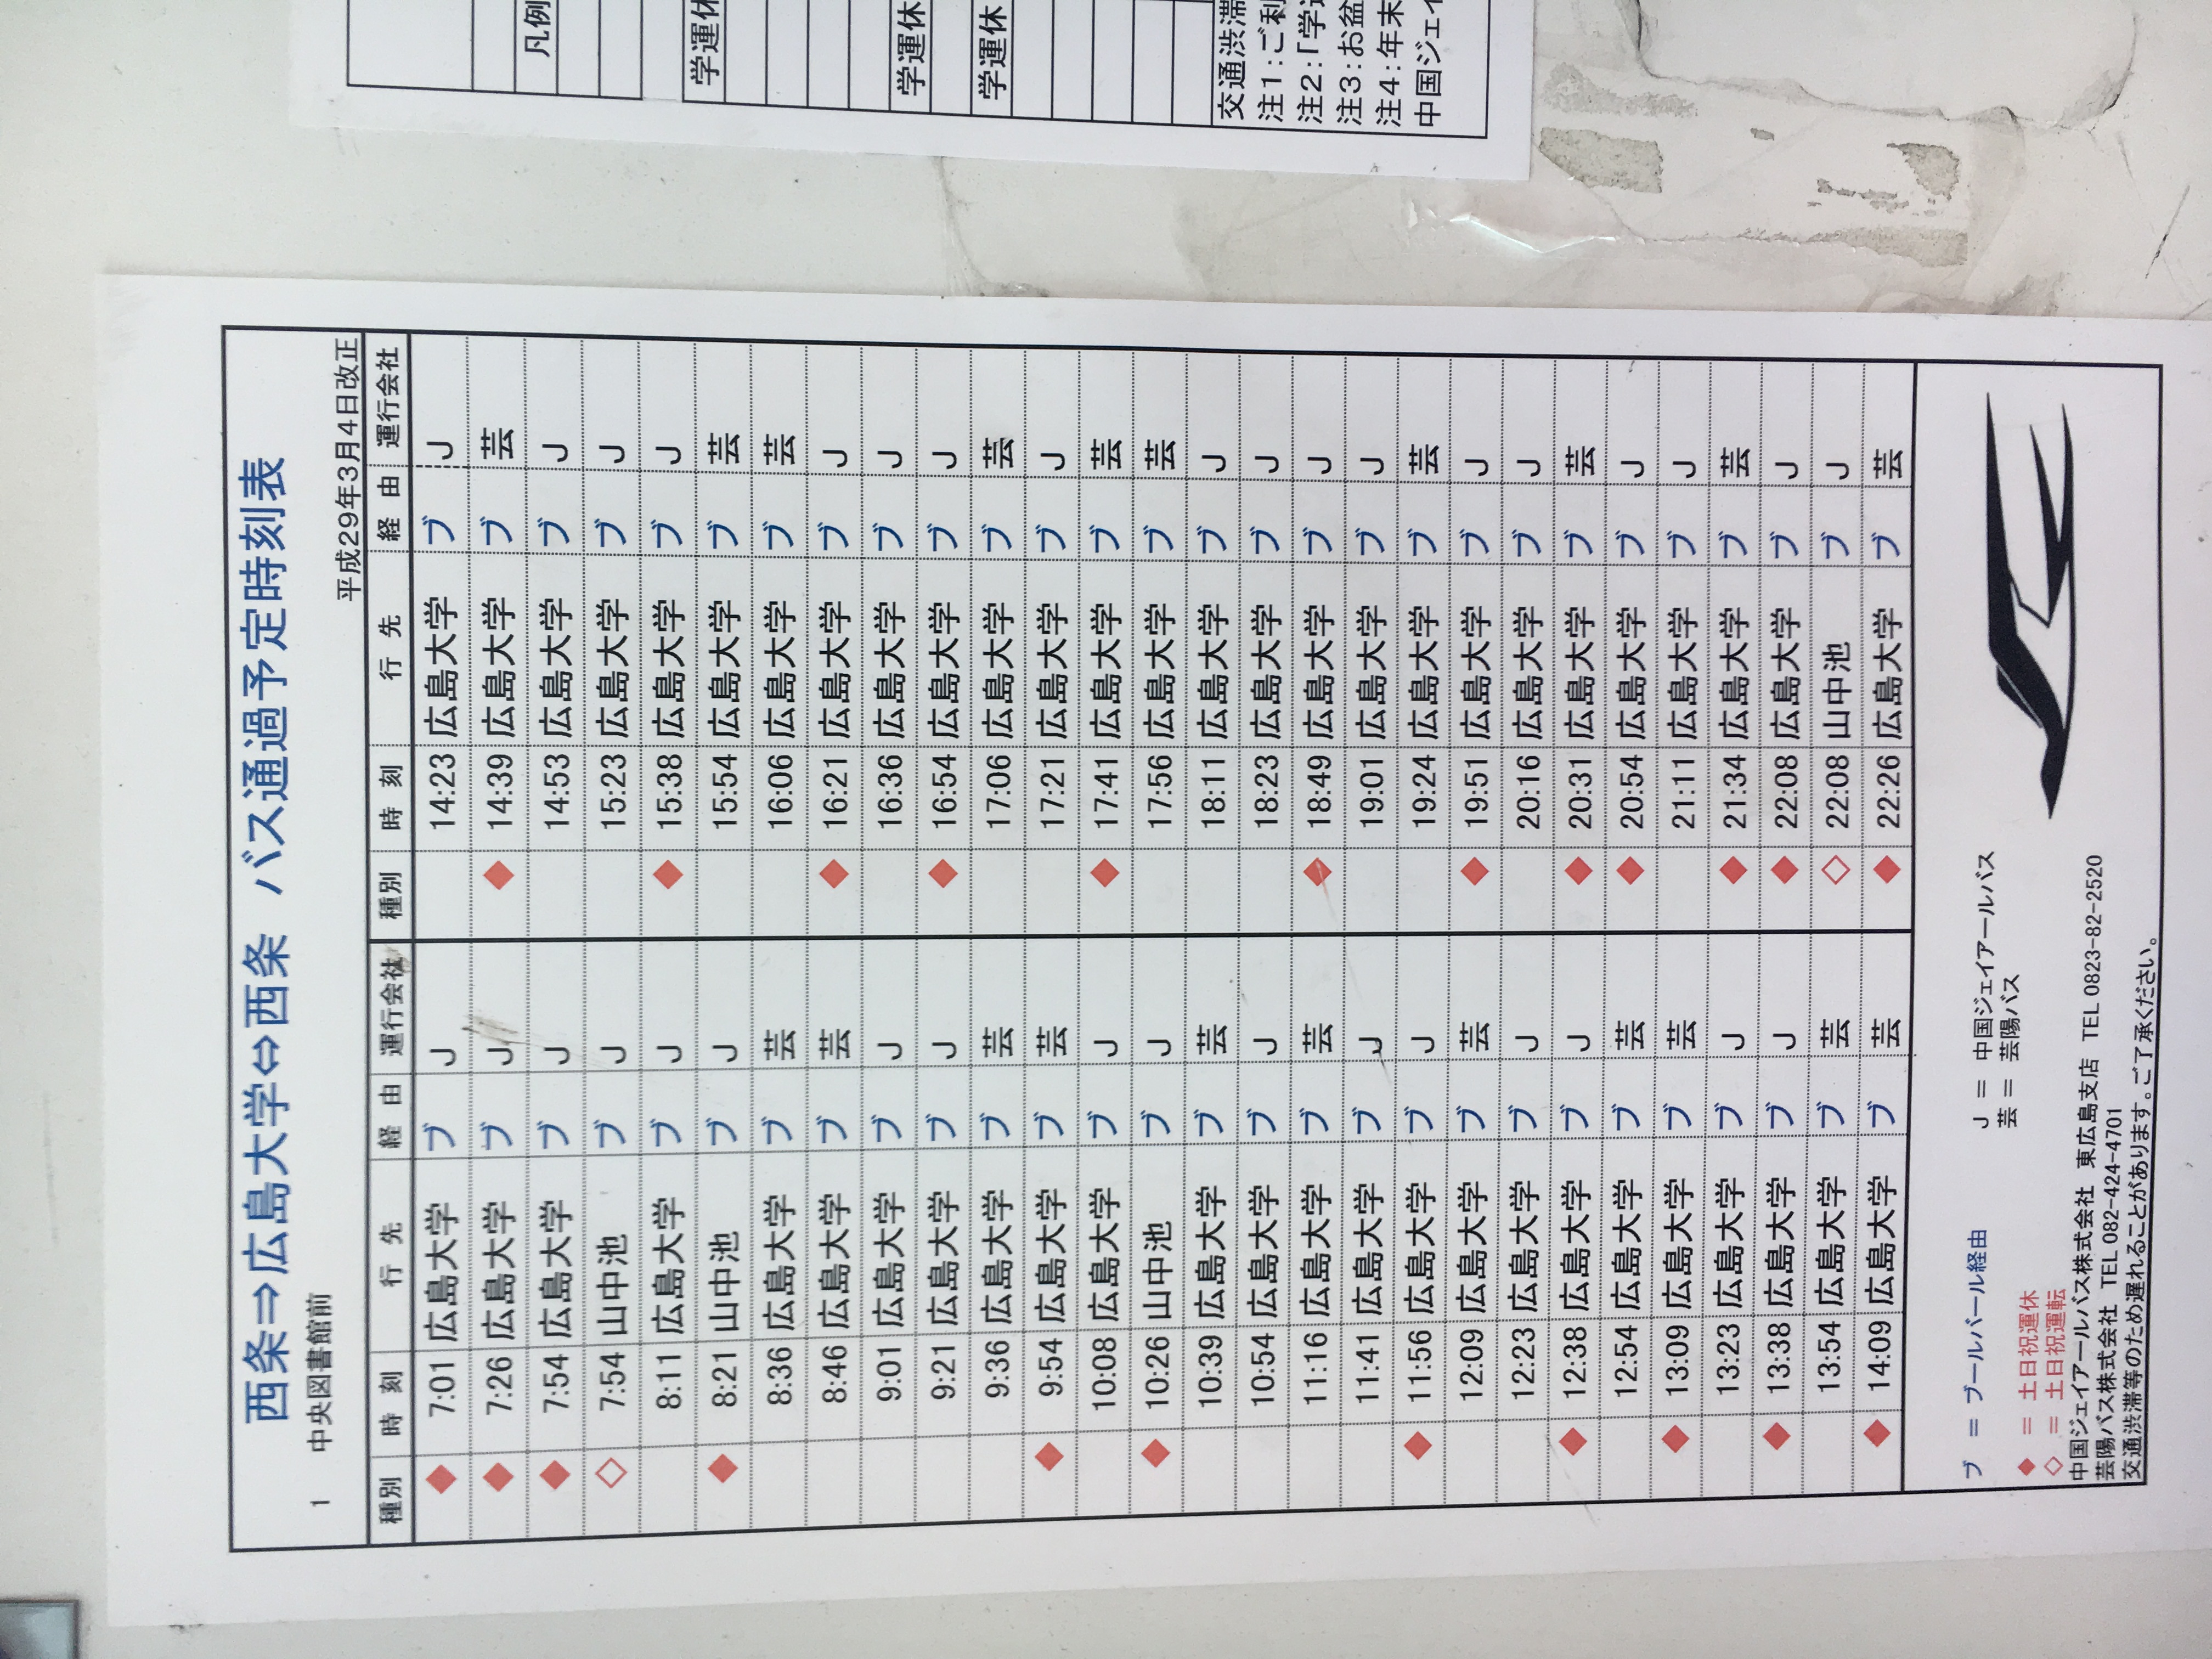 西条⇒広島大学⇔西条 バス通過予定時刻表
1 中央図書館前
平成29年3月4日改正
種別 時刻 行先 経由 運行会社 種別 時刻 行先 経由 運行会社
◆ 7:01 広島大学 ブ J 14:23 広島大学 ブ J
◆ 7:26 広島大学 ブ J ◆ 14:39 広島大学 ブ 芸
◆ 7:54 広島大学 ブ J 14:53 広島大学 ブ J
◇ 7:54 山中池 ブ J 15:23 広島大学 ブ J
8:11 広島大学 ブ J ◆ 15:38 広島大学 ブ J
◆ 8:21 山中池 ブ J 15:54 広島大学 ブ 芸
8:36 広島大学 ブ 芸 16:06 広島大学 ブ 芸
8:46 広島大学 ブ 芸 ◆ 16:21 広島大学 ブ J
9:01 広島大学 ブ J 16:36 広島大学 ブ J
9:21 広島大学 ブ J ◆ 16:54 広島大学 ブ J
9:36 広島大学 ブ 芸 17:06 広島大学 ブ 芸
◆ 9:54 広島大学 ブ 芸 17:21 広島大学 ブ J
10:08 広島大学 ブ J ◆ 17:41 広島大学 ブ 芸
◆ 10:26 山中池 ブ J 17:56 広島大学 ブ 芸
10:39 広島大学 ブ 芸 18:11 広島大学 ブ J
10:54 広島大学 ブ J 18:23 広島大学 ブ J
11:16 広島大学 ブ 芸 ◆ 18:49 広島大学 ブ J
11:41 広島大学 ブ J 19:01 広島大学 ブ J
◆ 11:56 広島大学 ブ J 19:24 広島大学 ブ 芸
12:09 広島大学 ブ 芸 ◆ 19:51 広島大学 ブ J
12:23 広島大学 ブ J 20:16 広島大学 ブ J
◆ 12:38 広島大学 ブ J ◆ 20:31 広島大学 ブ 芸
12:54 広島大学 ブ 芸 ◆ 20:54 広島大学 ブ J
◆ 13:09 広島大学 ブ 芸 21:11 広島大学 ブ J
13:23 広島大学 ブ J ◆ 21:34 広島大学 ブ 芸
◆ 13:38 広島大学 ブ J ◆ 22:08 広島大学 ブ J
13:54 広島大学 ブ 芸 ◇ 22:08 山中池 ブ J
◆ 14:09 広島大学 ブ 芸 ◆ 22:26 広島大学 ブ 芸
ブ = ブールバール経由
J = 中国ジェイアールバス
芸 = 芸陽バス
◆ = 土日祝運休
◇ = 土日祝運転
中国ジェイアールバス株式会社 東広島支店 TEL 0823-82-2520
芸陽バス株式会社 TEL 082-424-4701
交通渋滞等のため遅れることがあります。ご了承ください。
凡例
学運休
学運休
学運休
交通渋滞
注1:ご利
注2:「学
注3:お盆
注4:年末
中国ジェイ